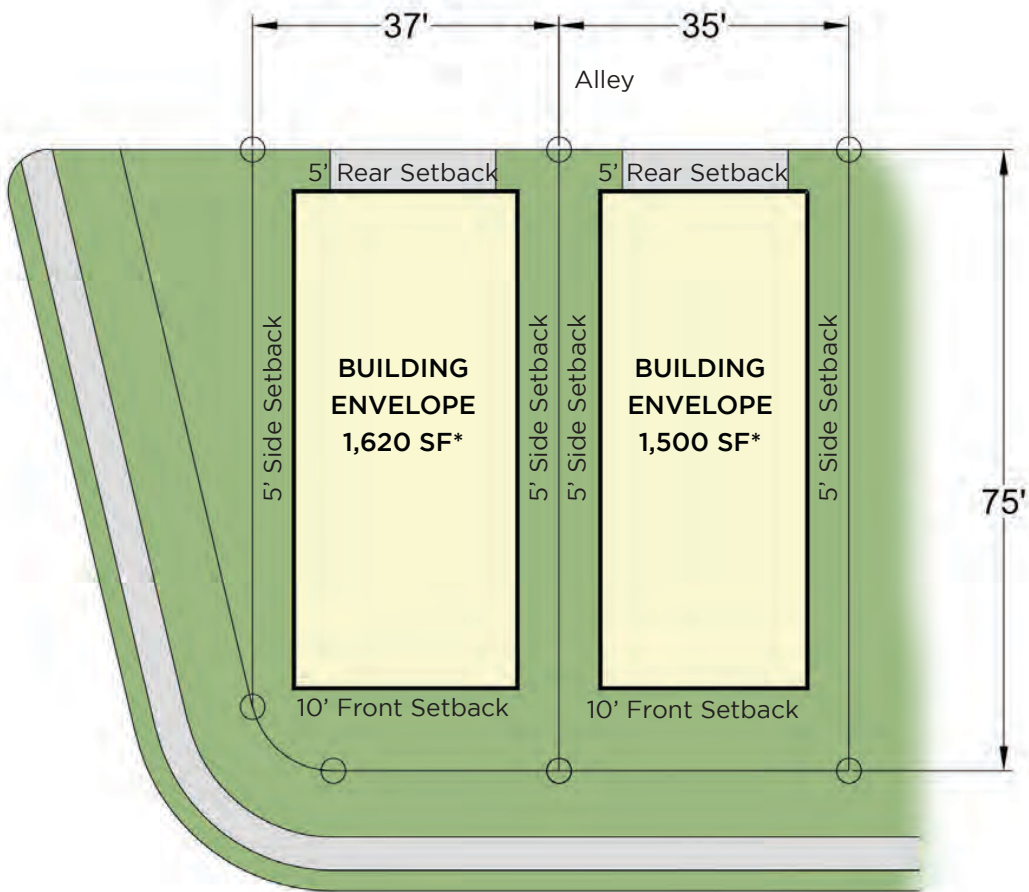 37'
35'
Alley
5’ Rear Setback
5’ Rear Setback
5’ Side Setback
BUILDING
ENVELOPE
1,620 SF*
5’ Side Setback
5’ Side Setback
BUILDING
ENVELOPE
1,500 SF*
5’ Side Setback
75'
10’ Front Setback
10’ Front Setback